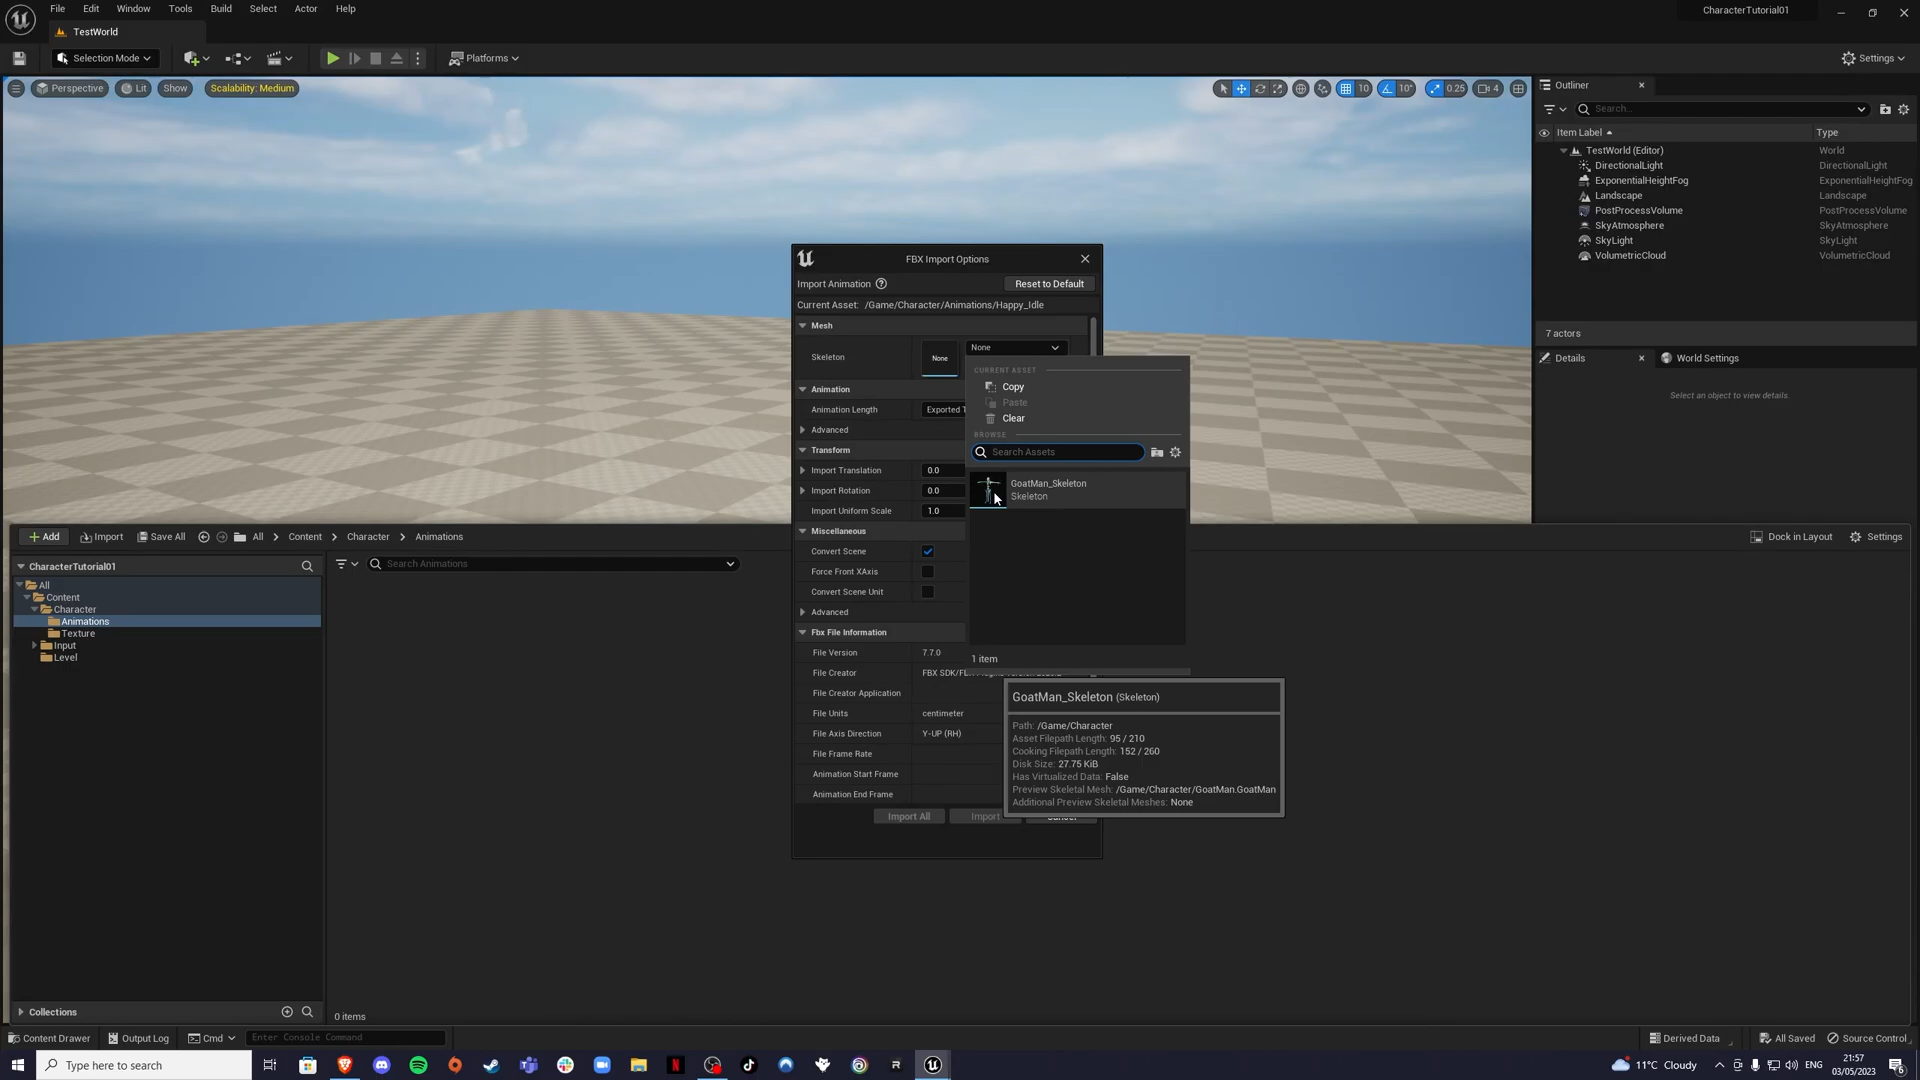 File Edit Window Tools Build Select Actor Help
CharacterTutorial01
TestWorld
Selection Mode
Platforms
Settings
Perspective Lit Show Scalability: Medium
10 10° 0.25 4
Outliner
Search...
Item Label Type
TestWorld (Editor) World
DirectionalLight DirectionalLight
ExponentialHeightFog ExponentialHeightFog
Landscape Landscape
PostProcessVolume PostProcessVolume
SkyAtmosphere SkyAtmosphere
SkyLight SkyLight
VolumetricCloud VolumetricCloud
7 actors
Details World Settings
Select an object to view details.
FBX Import Options
Import Animation Reset to Default
Current Asset: /Game/Character/Animations/Happy_Idle
Mesh
Skeleton None None
Animation
Animation Length Exported T
Advanced
Transform
Import Translation 0.0
Import Rotation 0.0
Import Uniform Scale 1.0
Miscellaneous
Convert Scene
Force Front XAxis
Convert Scene Unit
Advanced
Fbx File Information
File Version 7.7.0
File Creator
File Creator Application
File Units centimeter
File Axis Direction Y-UP (RH)
File Frame Rate
Animation Start Frame
Animation End Frame
Import All Import Cancel
CURRENT ASSET
Copy
Paste
Clear
BROWSE
Search Assets
GoatMan_Skeleton
Skeleton
1 item
GoatMan_Skeleton (Skeleton)
Path: /Game/Character
Asset Filepath Length: 95 / 210
Cooking Filepath Length: 152 / 260
Disk Size: 27.75 KiB
Has Virtualized Data: False
Preview Skeletal Mesh: /Game/Character/GoatMan.GoatMan
Additional Preview Skeletal Meshes: None
Add Import Save All All Content Character Animations
Dock in Layout Settings
CharacterTutorial01
Search Animations
All
Content
Character
Animations
Texture
Input
Level
Collections
0 items
Content Drawer Output Log Cmd Enter Console Command
Derived Data All Saved Source Control
Type here to search
11°C Cloudy
ENG
21:57
03/05/2023
6